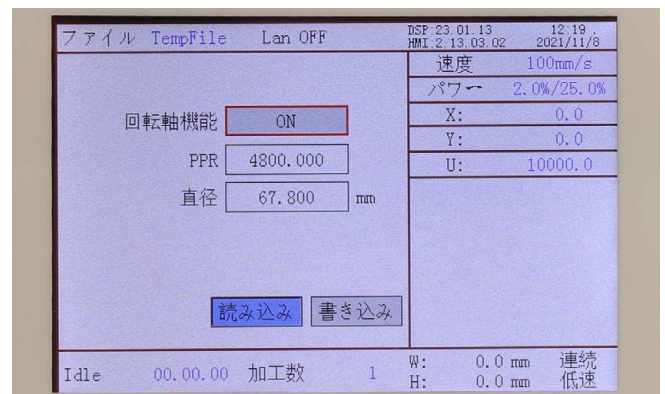 ファイル TempFile Lan OFF
DSP:23.01.13 12:19
HMI:2.13.03.02 2021/11/8
速度 100mm/s
パワー 2.0%/25.0%
X: 0.0
Y: 0.0
U: 10000.0
回転軸機能 ON
PPR 4800.000
直径 67.800 mm
読み込み 書き込み
Idle 00.00.00 加工数 1
W: 0.0 mm 連続
H: 0.0 mm 低速